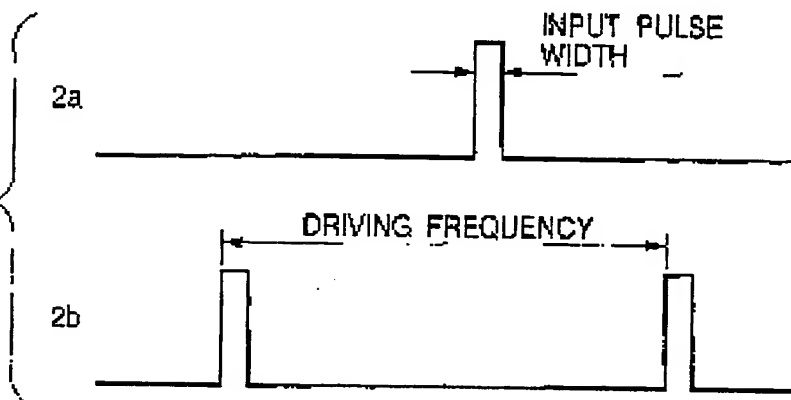 INPUT PULSE
WIDTH
2a
DRIVING FREQUENCY
2b